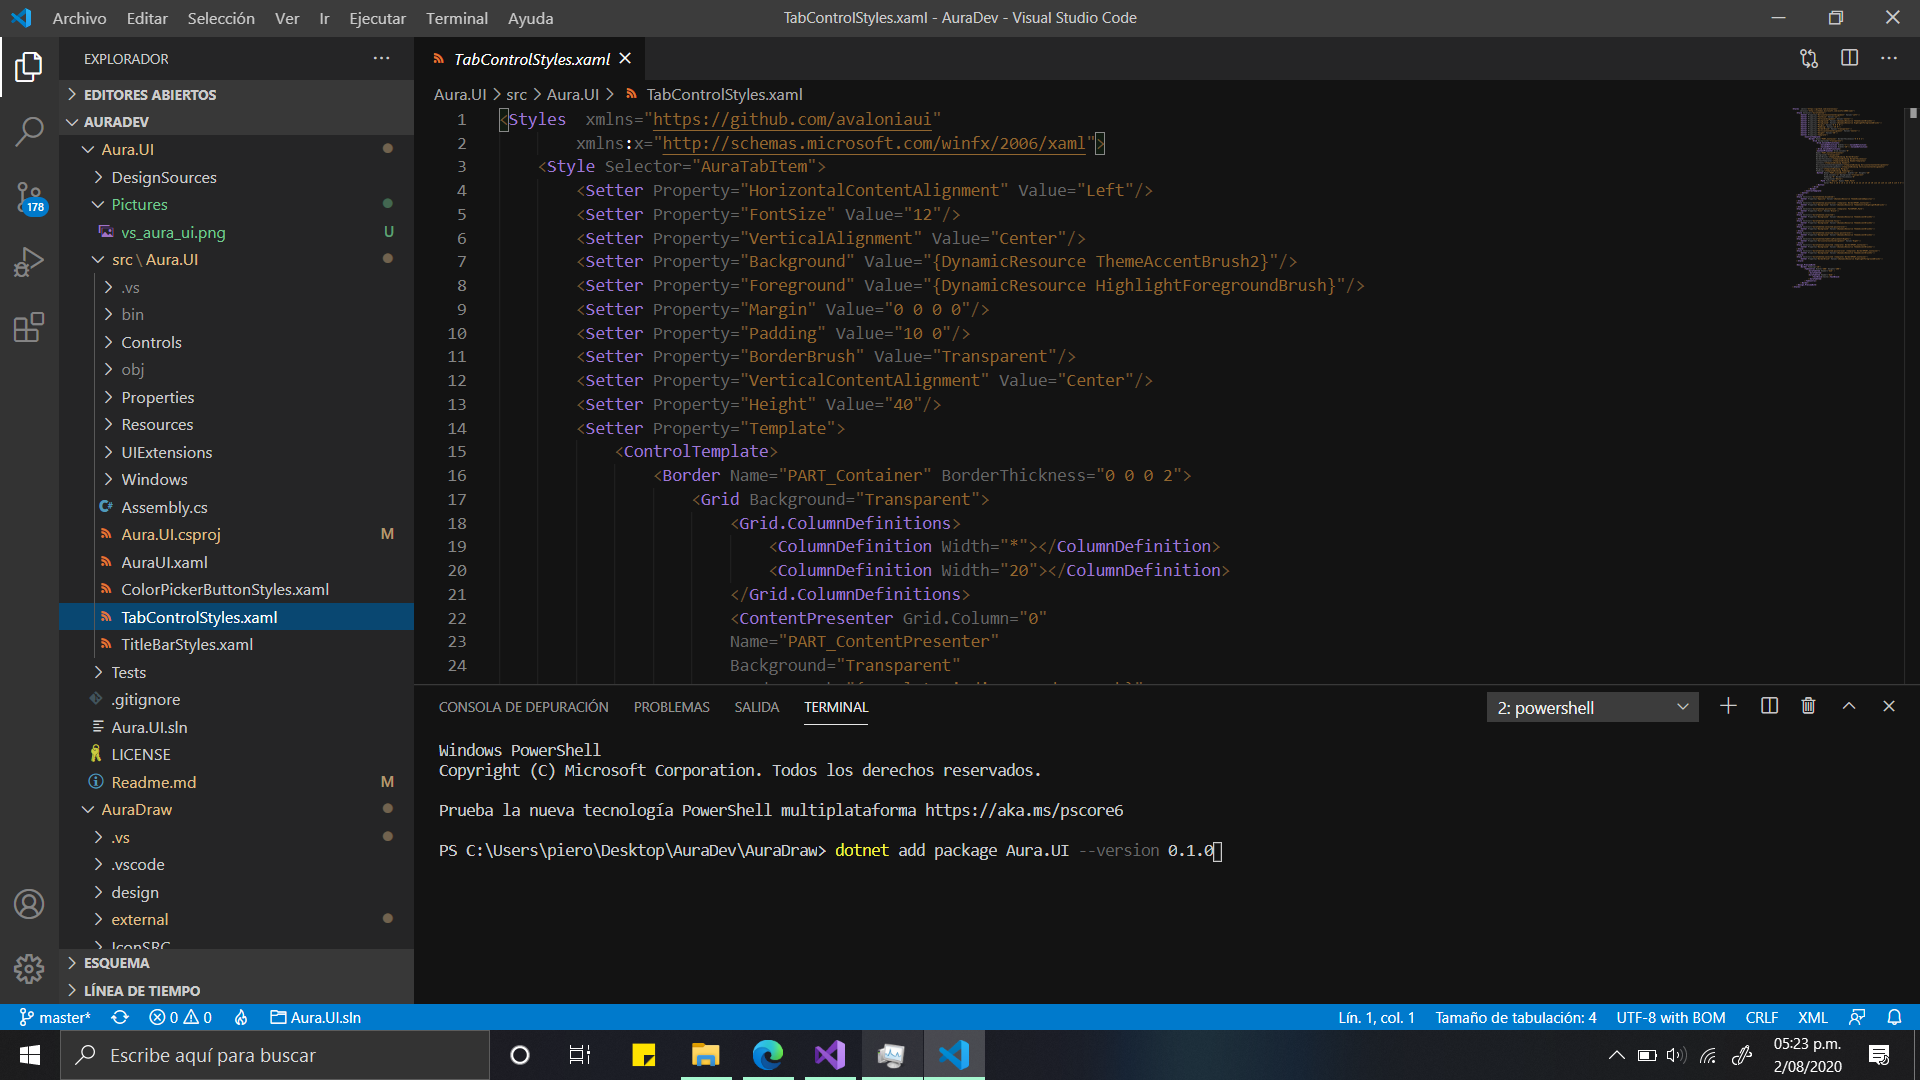 Archivo Editar Selección Ver Ir Ejecutar Terminal Ayuda
TabControlStyles.xaml - AuraDev - Visual Studio Code
EXPLORADOR
EDITORES ABIERTOS
AURADEV
Aura.UI
DesignSources
Pictures
vs_aura_ui.png U
src \ Aura.UI
.vs
bin
Controls
obj
Properties
Resources
UIExtensions
Windows
Assembly.cs
Aura.UI.csproj M
AuraUI.xaml
ColorPickerButtonStyles.xaml
TabControlStyles.xaml
TitleBarStyles.xaml
Tests
.gitignore
Aura.UI.sln
LICENSE
Readme.md M
AuraDraw
.vs
.vscode
design
external
IconSRC
ESQUEMA
LÍNEA DE TIEMPO
178
TabControlStyles.xaml
Aura.UI > src > Aura.UI > TabControlStyles.xaml
1 <Styles  xmlns="https://github.com/avaloniaui"
2         xmlns:x="http://schemas.microsoft.com/winfx/2006/xaml">
3     <Style Selector="AuraTabItem">
4         <Setter Property="HorizontalContentAlignment" Value="Left"/>
5         <Setter Property="FontSize" Value="12"/>
6         <Setter Property="VerticalAlignment" Value="Center"/>
7         <Setter Property="Background" Value="{DynamicResource ThemeAccentBrush2}"/>
8         <Setter Property="Foreground" Value="{DynamicResource HighlightForegroundBrush}"/>
9         <Setter Property="Margin" Value="0 0 0 0"/>
10         <Setter Property="Padding" Value="10 0"/>
11         <Setter Property="BorderBrush" Value="Transparent"/>
12         <Setter Property="VerticalContentAlignment" Value="Center"/>
13         <Setter Property="Height" Value="40"/>
14         <Setter Property="Template">
15             <ControlTemplate>
16                 <Border Name="PART_Container" BorderThickness="0 0 0 2">
17                     <Grid Background="Transparent">
18                         <Grid.ColumnDefinitions>
19                             <ColumnDefinition Width="*"></ColumnDefinition>
20                             <ColumnDefinition Width="20"></ColumnDefinition>
21                         </Grid.ColumnDefinitions>
22                         <ContentPresenter Grid.Column="0"
23                         Name="PART_ContentPresenter"
24                         Background="Transparent"
CONSOLA DE DEPURACIÓN PROBLEMAS SALIDA TERMINAL
2: powershell
Windows PowerShell
Copyright (C) Microsoft Corporation. Todos los derechos reservados.
Prueba la nueva tecnología PowerShell multiplataforma https://aka.ms/pscore6
PS C:\Users\piero\Desktop\AuraDev\AuraDraw> dotnet add package Aura.UI --version 0.1.0
master* 0 0 Aura.UI.sln
Lín. 1, col. 1 Tamaño de tabulación: 4 UTF-8 with BOM CRLF XML
Escribe aquí para buscar
05:23 p.m.
2/08/2020